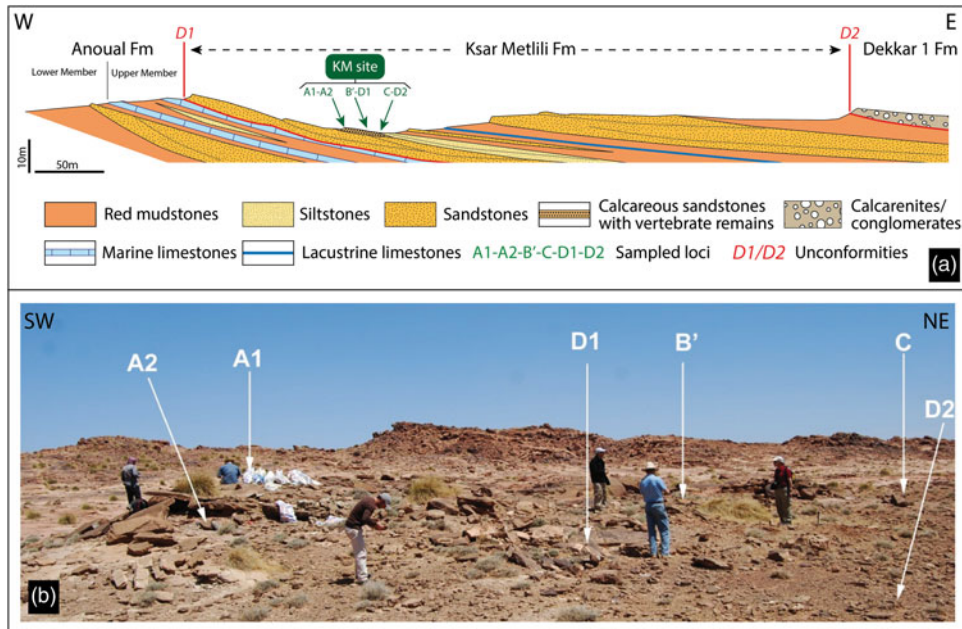 W
E
D1
D2
Anoual Fm
Ksar Metlili Fm
Dekkar 1 Fm
Lower Member
Upper Member
KM site
A1-A2
B'-D1
C-D2
10m
50m
Red mudstones
Siltstones
Sandstones
Calcareous sandstones
with vertebrate remains
Calcarenites/
conglomerates
Marine limestones
Lacustrine limestones
A1-A2-B'-C-D1-D2 Sampled loci
D1/D2 Unconformities
(a)
SW
NE
A2
A1
D1
B'
C
D2
(b)